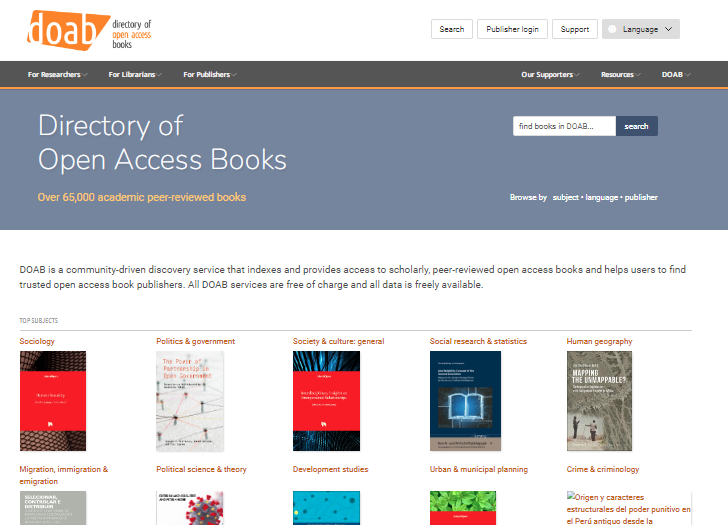 doab
directory of
open access
books
Search
Publisher login
Support
Language
For Researchers
For Librarians
For Publishers
Our Supporters
Resources
DOAB
Directory of
Open Access Books
find books in DOAB...
search
Over 65,000 academic peer-reviewed books
Browse by subject • language • publisher
DOAB is a community-driven discovery service that indexes and provides access to scholarly, peer-reviewed open access books and helps users to find
trusted open access book publishers. All DOAB services are free of charge and all data is freely available.
TOP SUBJECTS
Sociology
Politics & government
Society & culture: general
Social research & statistics
Human geography
The Power of
Partnership in
Open Government
MAPPING
THE UNMAPPABLE?
Migration, immigration &
emigration
Political science & theory
Development studies
Urban & municipal planning
Crime & criminology
SELECCIONAR,
CONTROLAR E
DISTRIBUIR
Origen y caracteres
estructurales del poder punitivo en
el Perú antiguo desde la